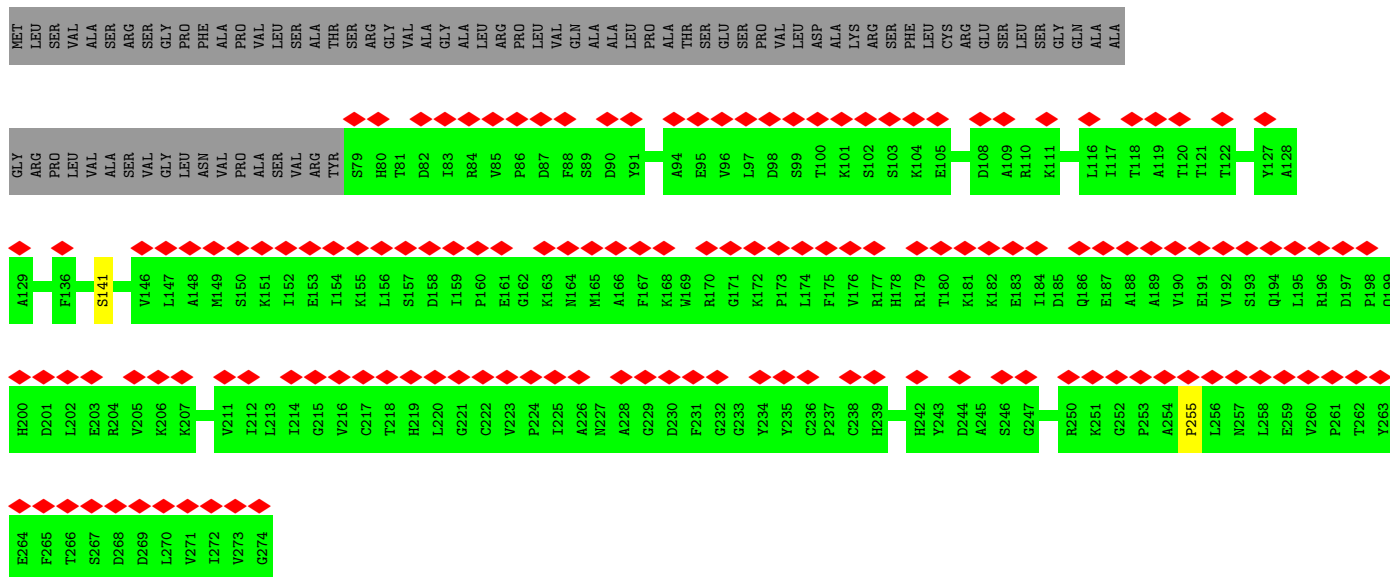 MET LEU SER VAL ALA SER ARG SER GLY PRO PHE ALA PRO VAL LEU SER ALA THR SER ARG GLY VAL ALA GLY ALA LEU ARG PRO LEU VAL GLN ALA ALA LEU PRO ALA THR SER GLU SER PRO VAL LEU ASP ALA LYS ARG SER PHE LEU CYS ARG GLU SER LEU SER GLY GLN ALA ALA
GLY ARG PRO LEU VAL ALA SER VAL GLY LEU ASN VAL PRO ALA SER VAL ARG TYR S79 H80 T81 D82 I83 R84 V85 P86 D87 F88 S89 D90 Y91 A94 E95 V96 L97 D98 S99 T100 K101 S102 S103 K104 E105 D108 A109 R110 K111 L116 I117 T118 A119 T120 T121 T122 Y127 A128
A129 F136 S141 V146 L147 A148 M149 S150 K151 I152 E153 I154 K155 L156 S157 D158 I159 P160 E161 G162 K163 N164 M165 A166 F167 K168 W169 R170 G171 K172 P173 L174 F175 V176 R177 H178 R179 T180 K181 K182 E183 I184 D185 Q186 E187 A188 A189 V190 E191 V192 S193 Q194 L195 R196 D197 P198 Q199
H200 D201 L202 E203 R204 V205 K206 K207 V211 I212 L213 I214 G215 V216 C217 T218 H219 L220 G221 C222 V223 P224 I225 A226 N227 A228 G229 D230 F231 G232 G233 Y234 Y235 C236 P237 C238 H239 H242 Y243 D244 A245 S246 G247 R250 K251 G252 P253 A254 P255 L256 N257 L258 E259 V260 P261 T262 Y263
E264 F265 T266 S267 D268 D269 L270 V271 I272 V273 G274